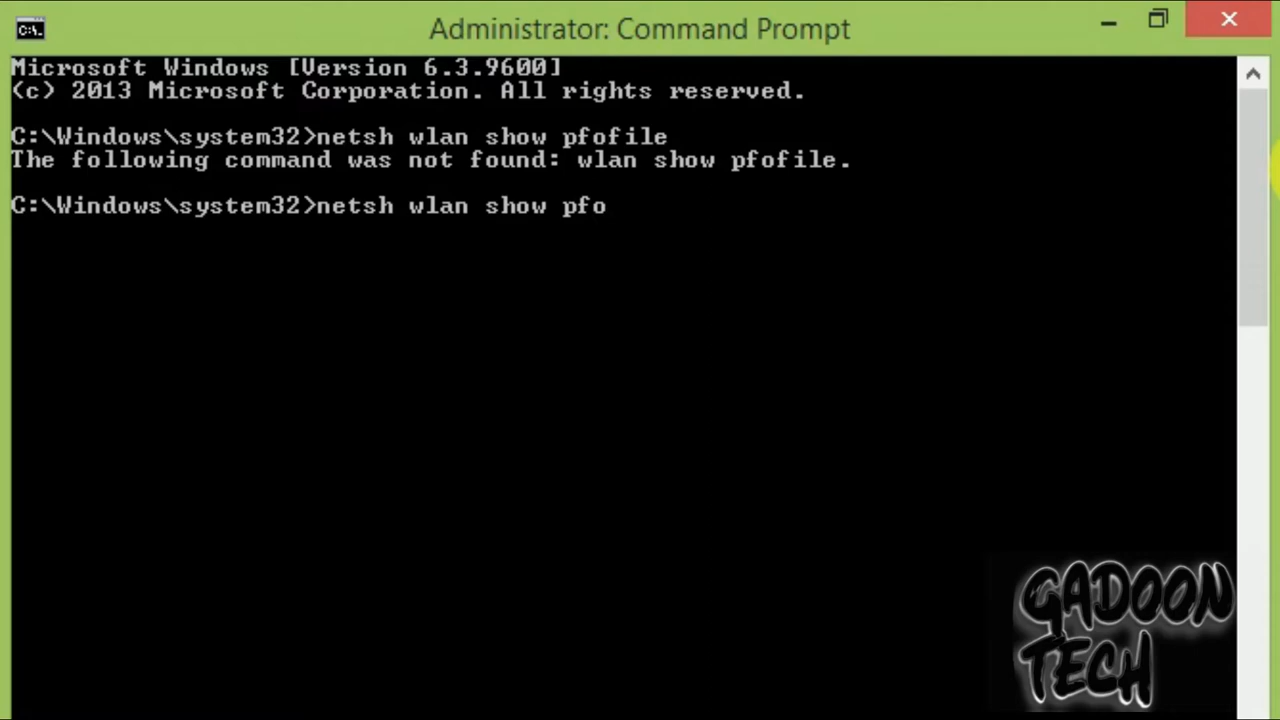 Administrator: Command Prompt
Microsoft Windows [Version 6.3.9600]
(c) 2013 Microsoft Corporation. All rights reserved.
C:\Windows\system32>netsh wlan show pfofile
The following command was not found: wlan show pfofile.
C:\Windows\system32>netsh wlan show pfo
GADOON
TECH